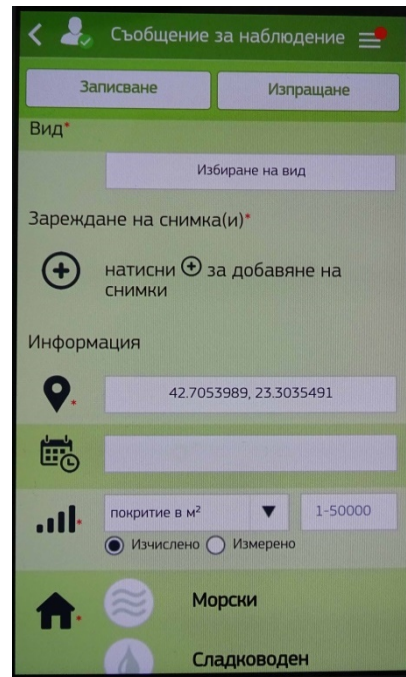 Съобщение за наблюдение
Записване
Изпращане
Вид*
Избиране на вид
Зареждане на снимка(и)*
натисни ⊕ за добавяне на
снимки
Информация
42.7053989, 23.3035491
покритие в м² ▼ 1-50000
Изчислено Измерено
Морски
Сладководен